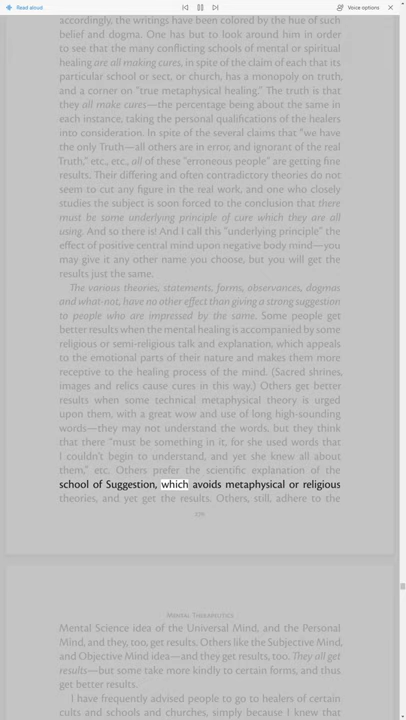 Read aloud
Voice options
accordingly, the writings have been colored by the hue of such
belief and dogma. One has but to look around him in order
to see that the many conflicting schools of mental or spiritual
healing are all making cures, in spite of the claim of each that its
particular school or sect, or church, has a monopoly on truth,
and a corner on "true metaphysical healing." The truth is that
they all make cures—the percentage being about the same in
each instance, taking the personal qualifications of the healers
into consideration. In spite of the several claims that "we have
the only Truth—all others are in error, and ignorant of the real
Truth," etc., etc., all of these "erroneous people" are getting fine
results. Their differing and often contradictory theories do not
seem to cut any figure in the real work, and one who closely
studies the subject is soon forced to the conclusion that there
must be some underlying principle of cure which they are all
using. And so there is! And I call this "underlying principle" the
effect of positive central mind upon negative body mind—you
may give it any other name you choose, but you will get the
results just the same.
The various theories, statements, forms, observances, dogmas
and what-not, have no other effect than giving a strong suggestion
to people who are impressed by the same. Some people get
better results when the mental healing is accompanied by some
religious or semi-religious talk and explanation, which appeals
to the emotional parts of their nature and makes them more
receptive to the healing process of the mind. (Sacred shrines,
images and relics cause cures in this way.) Others get better
results when some technical metaphysical theory is urged
upon them, with a great wow and use of long high-sounding
words—they may not understand the words, but they think
that there "must be something in it, for she used words that
I couldn't begin to understand, and yet she knew all about
them," etc. Others prefer the scientific explanation of the
school of Suggestion, which avoids metaphysical or religious
theories, and yet get the results. Others, still, adhere to the
Mental Therapeutics
Mental Science idea of the Universal Mind, and the Personal
Mind, and they, too, get results. Others like the Subjective Mind,
and Objective Mind idea—and they get results, too. They all get
results—but some take more kindly to certain forms, and thus
get better results.
I have frequently advised people to go to healers of certain
cults and schools and churches, simply because I knew that